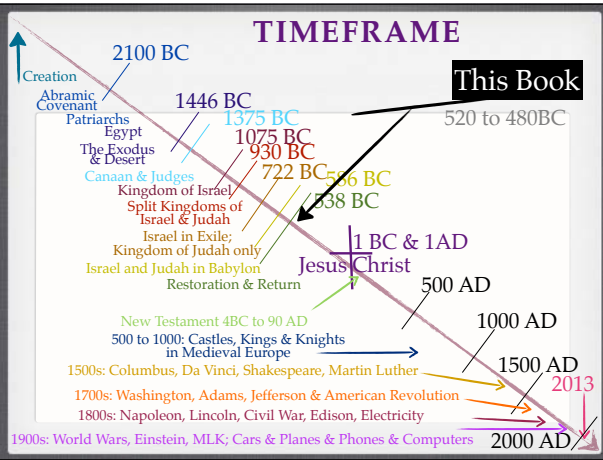 TIMEFRAME
2100 BC
This Book
Creation
Abramic
Covenant
1446 BC
520 to 480BC
Patriarchs
1375 BC
Egypt
1075 BC
The Exodus
& Desert
930 BC
Canaan & Judges
722 BC
586 BC
Kingdom of Israel
538 BC
Split Kingdoms of
Israel & Judah
Israel in Exile;
Kingdom of Judah only
1 BC & 1AD
Jesus Christ
Israel and Judah in Babylon
Restoration & Return
500 AD
New Testament 4BC to 90 AD
1000 AD
500 to 1000: Castles, Kings & Knights
in Medieval Europe
1500 AD
1500s: Columbus, Da Vinci, Shakespeare, Martin Luther
2013
1700s: Washington, Adams, Jefferson & American Revolution
1800s: Napoleon, Lincoln, Civil War, Edison, Electricity
1900s: World Wars, Einstein, MLK; Cars & Planes & Phones & Computers
2000 AD